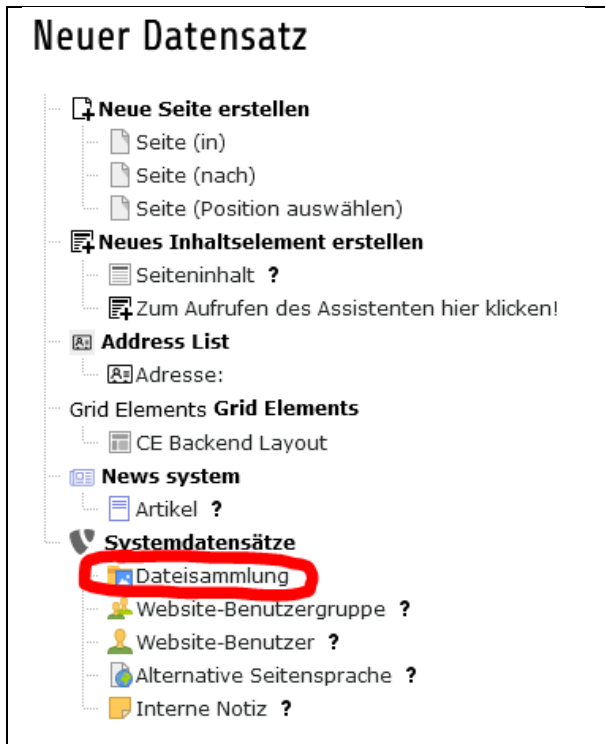 Neuer Datensatz
Neue Seite erstellen
Seite (in)
Seite (nach)
Seite (Position auswählen)
Neues Inhaltselement erstellen
Seiteninhalt ?
Zum Aufrufen des Assistenten hier klicken!
Address List
Adresse:
Grid Elements Grid Elements
CE Backend Layout
News system
Artikel ?
Systemdatensätze
Dateisammlung
Website-Benutzergruppe ?
Website-Benutzer ?
Alternative Seitensprache ?
Interne Notiz ?